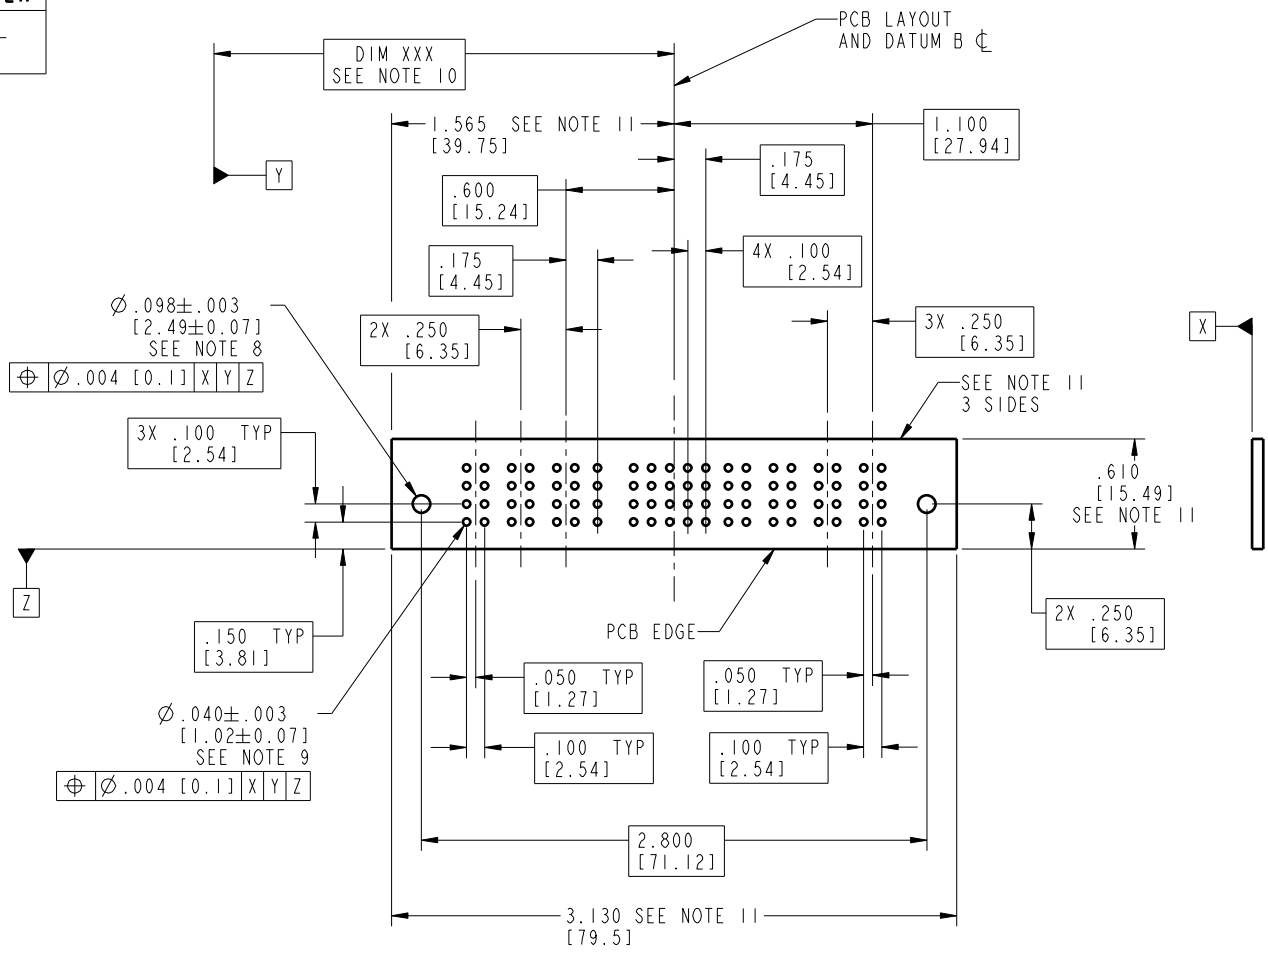 PCB LAYOUT
AND DATUM B ℄
DIM XXX
SEE NOTE 10
1.565 SEE NOTE 11
[39.75]
1.100
[27.94]
Y
.175
[4.45]
.600
[15.24]
4X .100
[2.54]
.175
[4.45]
Ø .098±.003
[2.49±0.07]
SEE NOTE 8
⌖ Ø .004 [0.1] X Y Z
2X .250
[6.35]
3X .250
[6.35]
X
SEE NOTE 11
3 SIDES
3X .100 TYP
[2.54]
.610
[15.49]
SEE NOTE 11
Z
.150 TYP
[3.81]
PCB EDGE
2X .250
[6.35]
.050 TYP
[1.27]
.050 TYP
[1.27]
Ø .040±.003
[1.02±0.07]
SEE NOTE 9
⌖ Ø .004 [0.1] X Y Z
.100 TYP
[2.54]
.100 TYP
[2.54]
2.800
[71.12]
3.130 SEE NOTE 11
[79.5]